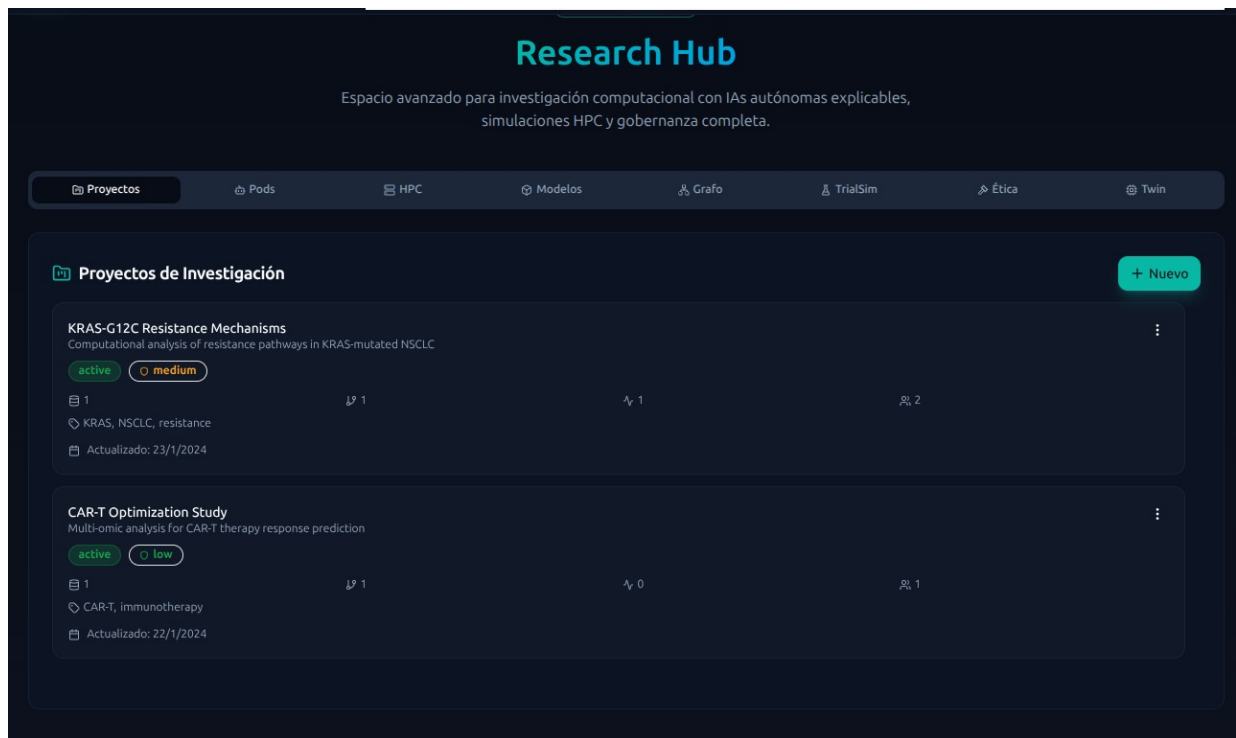 Research Hub
Espacio avanzado para investigación computacional con IAs autónomas explicables,
simulaciones HPC y gobernanza completa.
Proyectos Pods HPC Modelos Grafo TrialSim Ética Twin
Proyectos de Investigación
+ Nuevo
KRAS-G12C Resistance Mechanisms
Computational analysis of resistance pathways in KRAS-mutated NSCLC
active medium
1 1 1 2
KRAS, NSCLC, resistance
Actualizado: 23/1/2024
CAR-T Optimization Study
Multi-omic analysis for CAR-T therapy response prediction
active low
1 1 0 1
CAR-T, immunotherapy
Actualizado: 22/1/2024